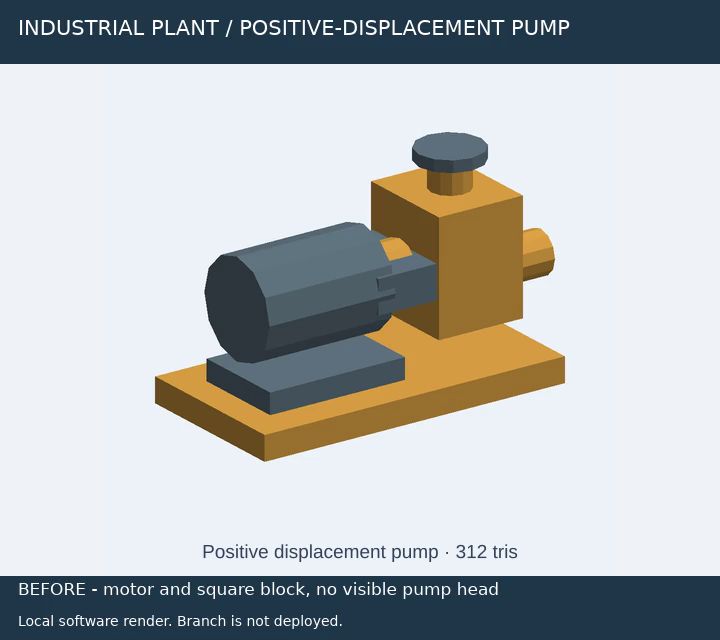 INDUSTRIAL PLANT / POSITIVE-DISPLACEMENT PUMP
Positive displacement pump · 312 tris
BEFORE - motor and square block, no visible pump head
Local software render. Branch is not deployed.